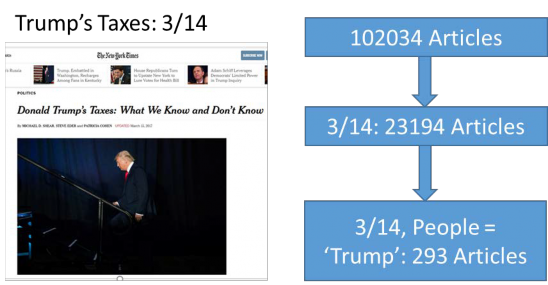 Trump's Taxes: 3/14
The New York Times
SUBSCRIBE NOW
Russia
Trump, Embattled in
Washington, Recharges
Among Fans in Kentucky
House Republicans Turn
to Upstate New York to
Lure Votes for Health Bill
Adam Schiff Leverages
Democrats' Limited Power
in Trump Inquiry
POLITICS
Donald Trump's Taxes: What We Know and Don't Know
By MICHAEL D. SHEAR, STEVE EDER and PATRICIA COHEN UPDATED March
102034 Articles
3/14: 23194 Articles
3/14, People =
'Trump': 293 Articles